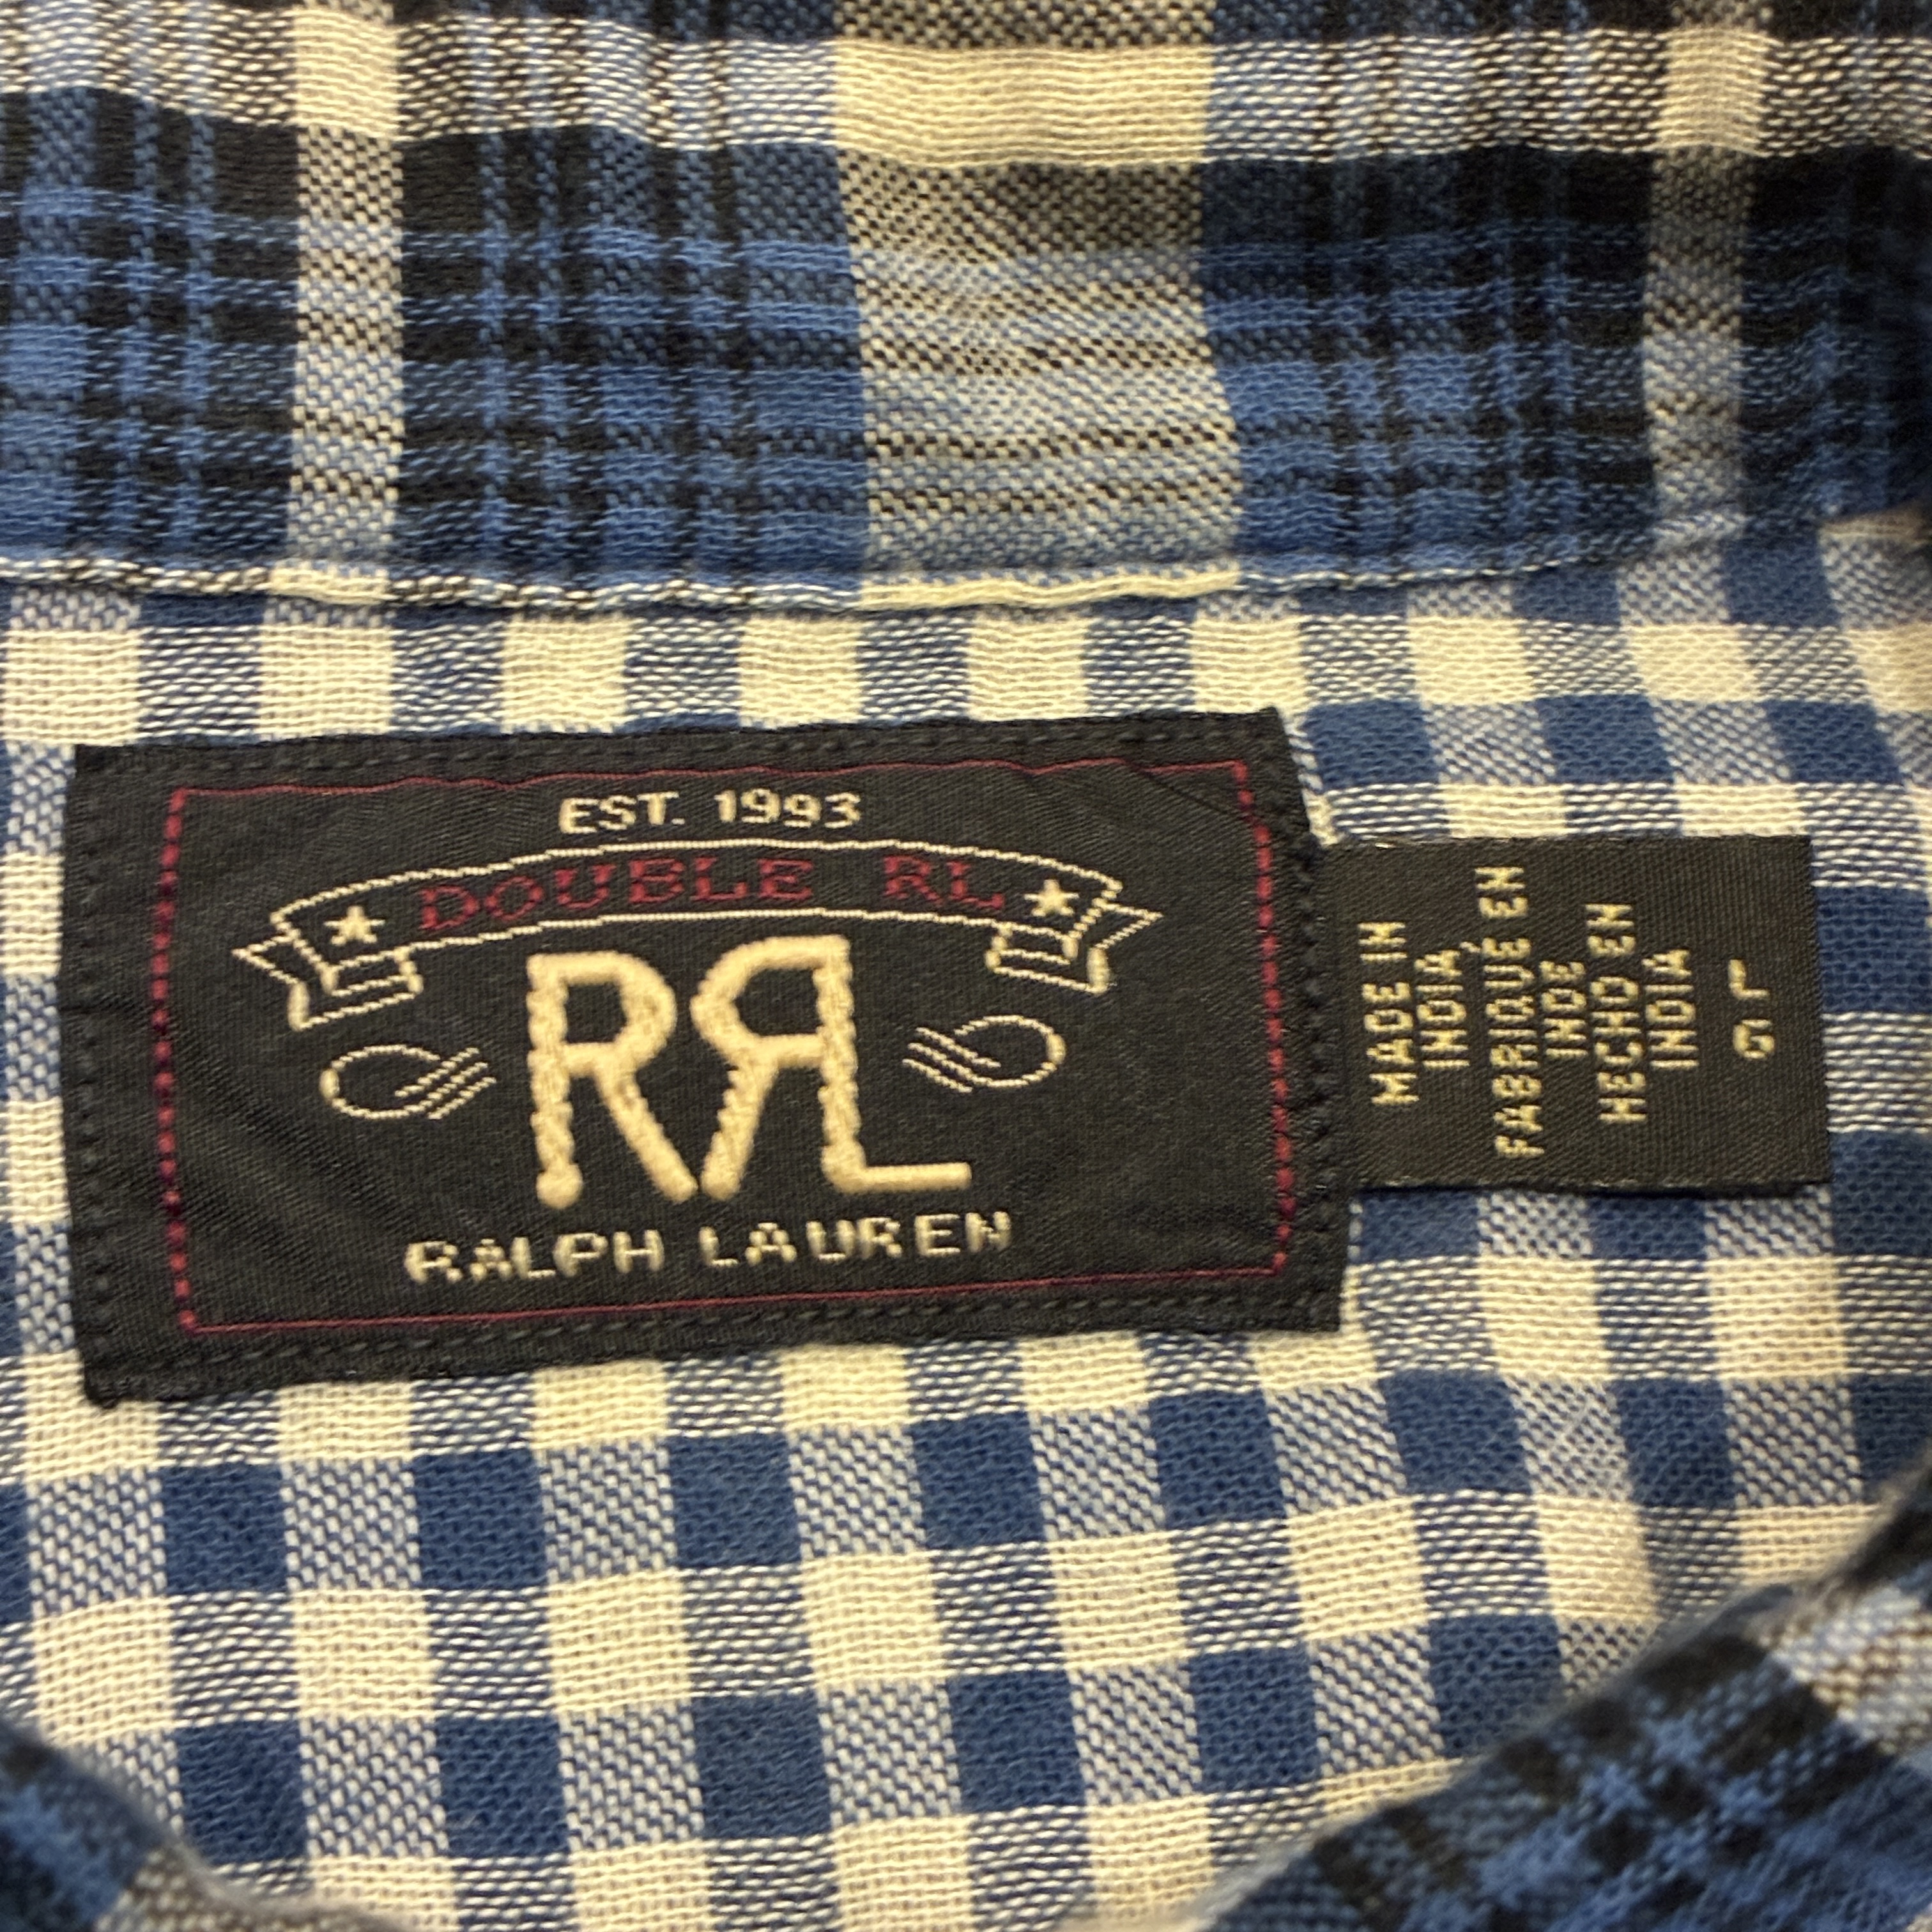 EST. 1993
DOUBLE RL
RRL
RALPH LAUREN
MADE IN
INDIA
FABRIQUÉ EN
INDE
HECHO EN
INDIA